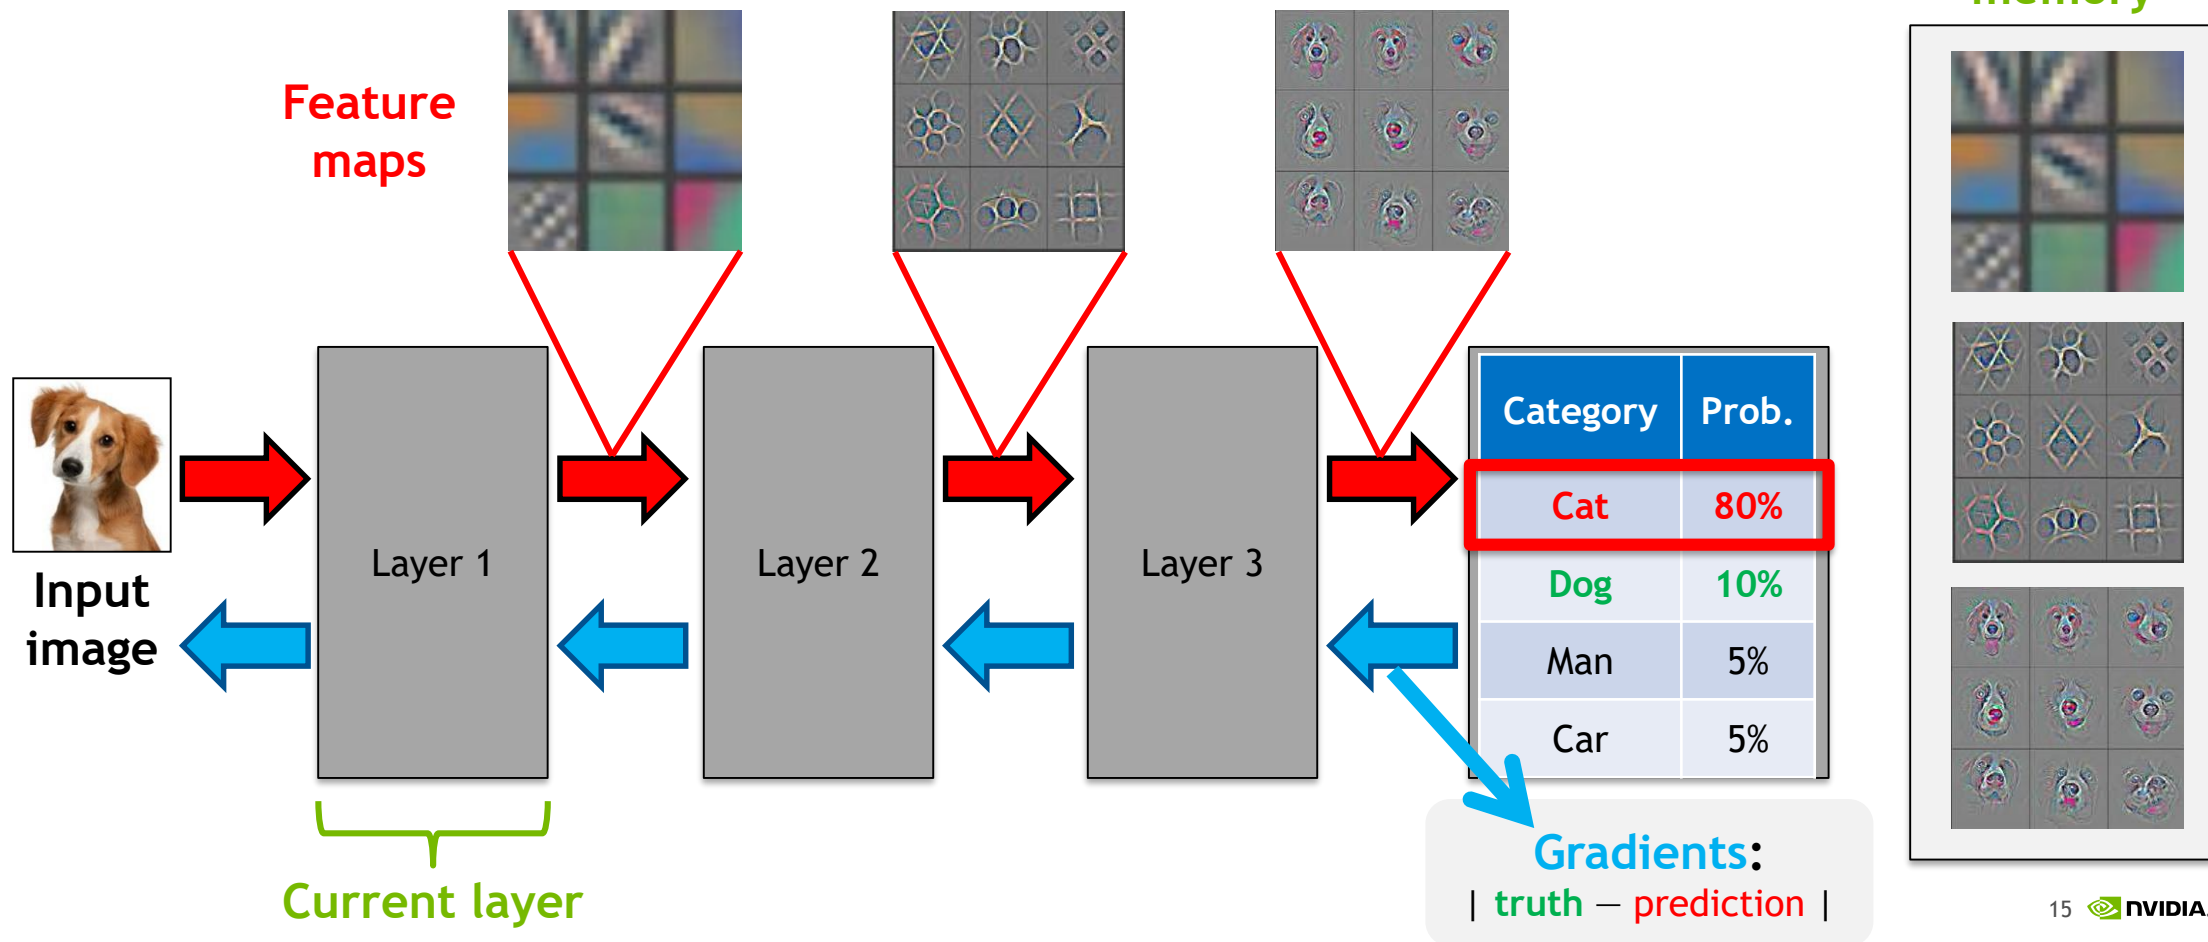 memory
Feature
maps
Input
image
Layer 1
Layer 2
Layer 3
Category Prob.
Cat 80%
Dog 10%
Man 5%
Car 5%
Current layer
Gradients:
| truth – prediction |
15 NVIDIA.